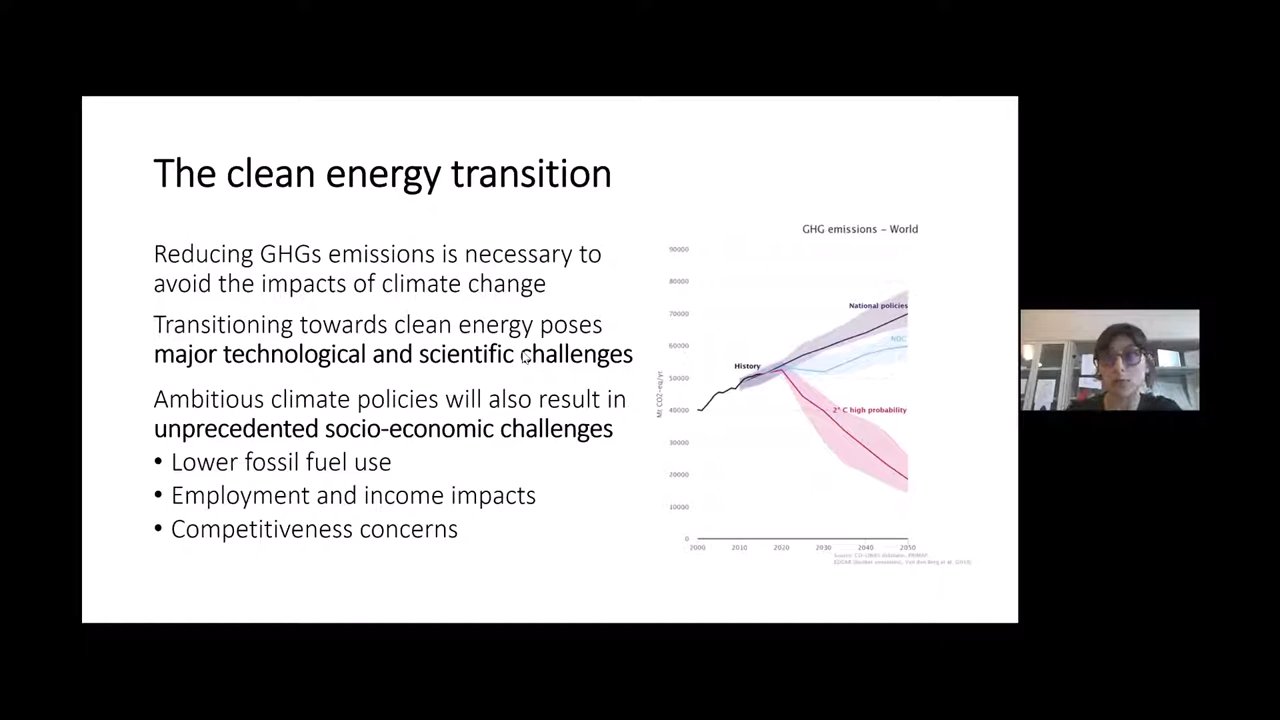 The clean energy transition
Reducing GHGs emissions is necessary to
avoid the impacts of climate change
Transitioning towards clean energy poses
major technological and scientific challenges
Ambitious climate policies will also result in
unprecedented socio-economic challenges
• Lower fossil fuel use
• Employment and income impacts
• Competitiveness concerns
GHG emissions – World
90000
80000
70000
60000
50000
40000
30000
20000
10000
0
Mt CO2-eq/yr
National policies
NDC
History
2° C high probability
2000 2010 2020 2030 2040 2050